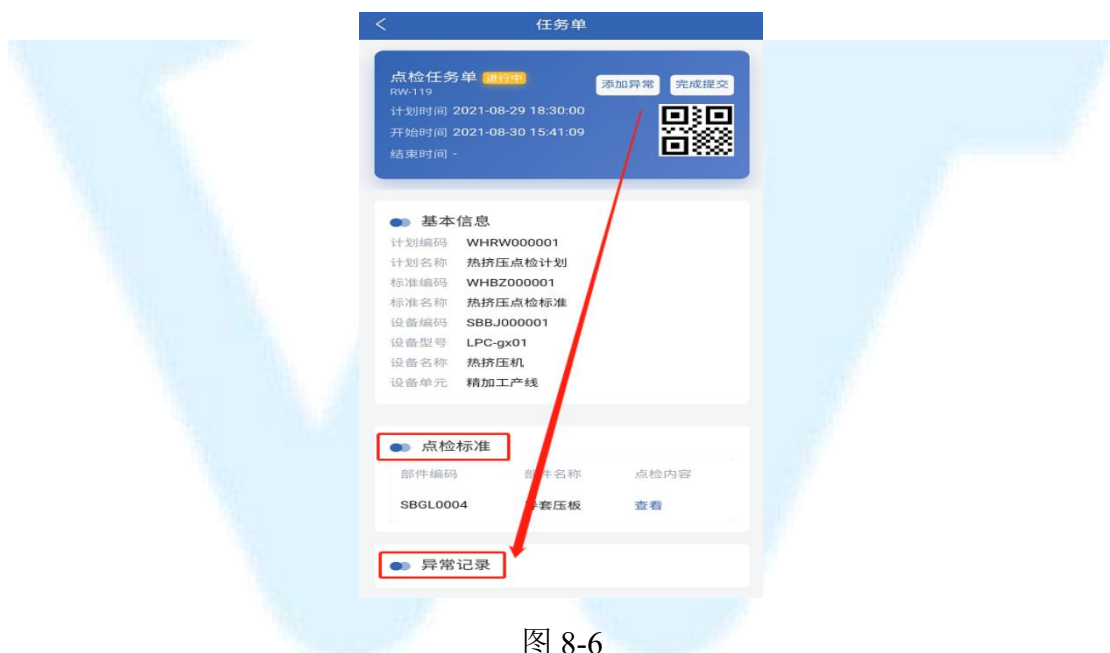 任务单
点检任务单 进行中
添加异常 完成提交
RW-119
计划时间 2021-08-29 18:30:00
开始时间 2021-08-30 15:41:09
结束时间 -
基本信息
计划编码 WHRW000001
计划名称 热挤压点检计划
标准编码 WHBZ000001
标准名称 热挤压点检标准
设备编码 SBBJ000001
设备型号 LPC-gx01
设备名称 热挤压机
设备单元 精加工产线
点检标准
部件编码 部件名称 点检内容
SBGL0004 套压板 查看
异常记录
图 8-6